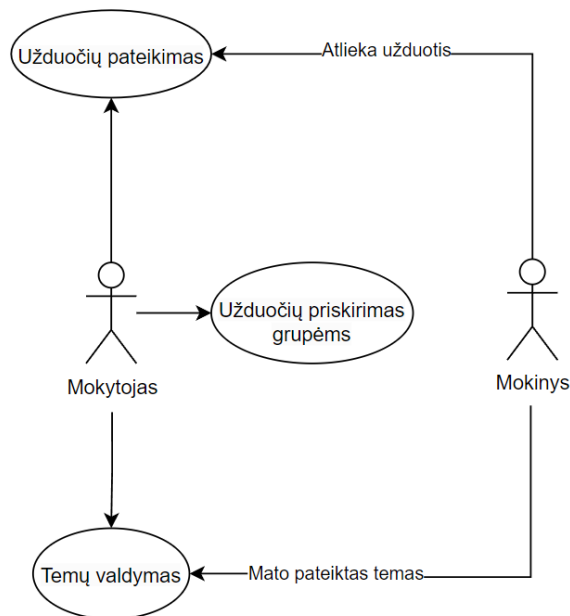 Užduočių pateikimas
Atlieka užduotis
Užduočių priskirimas
grupėms
Mokytojas
Mokinys
Temų valdymas
Mato pateiktas temas